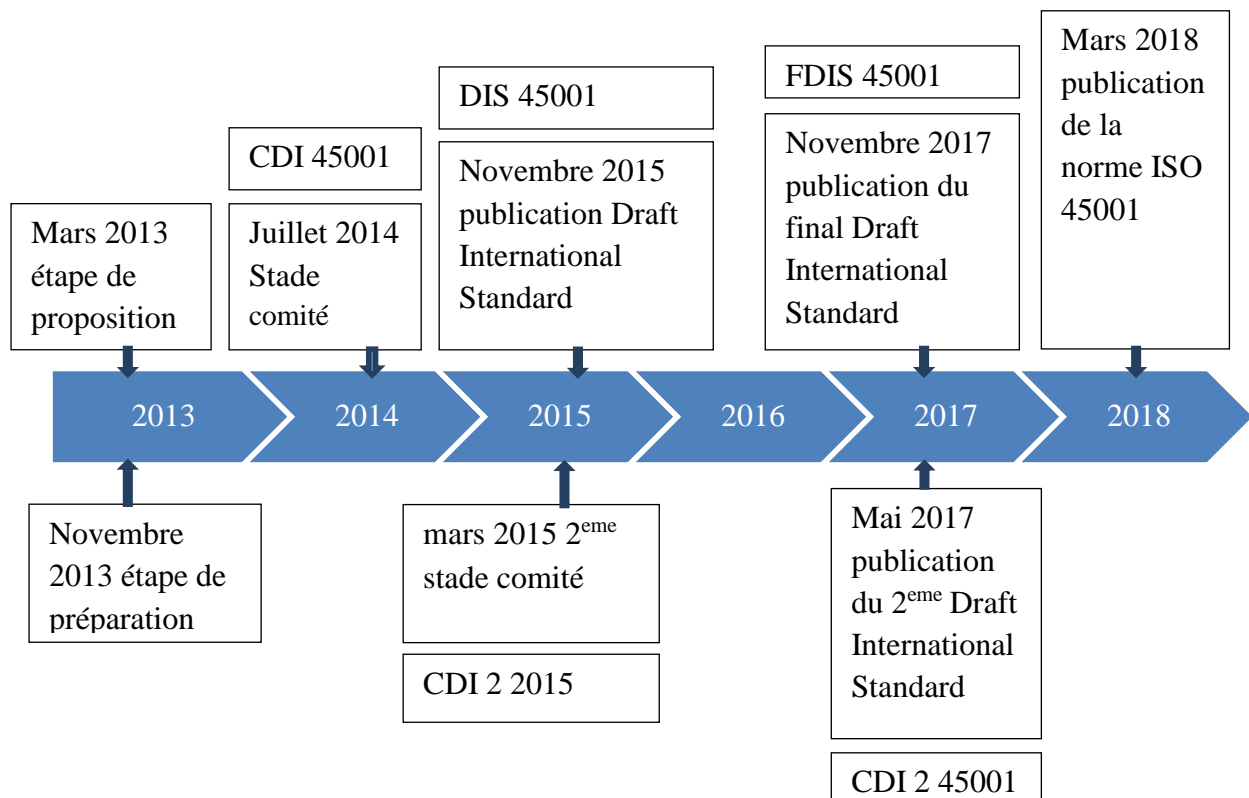 Mars 2018
publication
de la
norme ISO
45001
FDIS 45001
DIS 45001
CDI 45001
Novembre 2017
publication du
final Draft
International
Standard
Novembre 2015
publication Draft
International
Standard
Juillet 2014
Stade
comité
Mars 2013
étape de
proposition
2013
2014
2015
2016
2017
2018
Novembre
2013 étape de
préparation
mars 2015 2eme
stade comité
CDI 2 2015
Mai 2017
publication
du 2eme Draft
International
Standard
CDI 2 45001